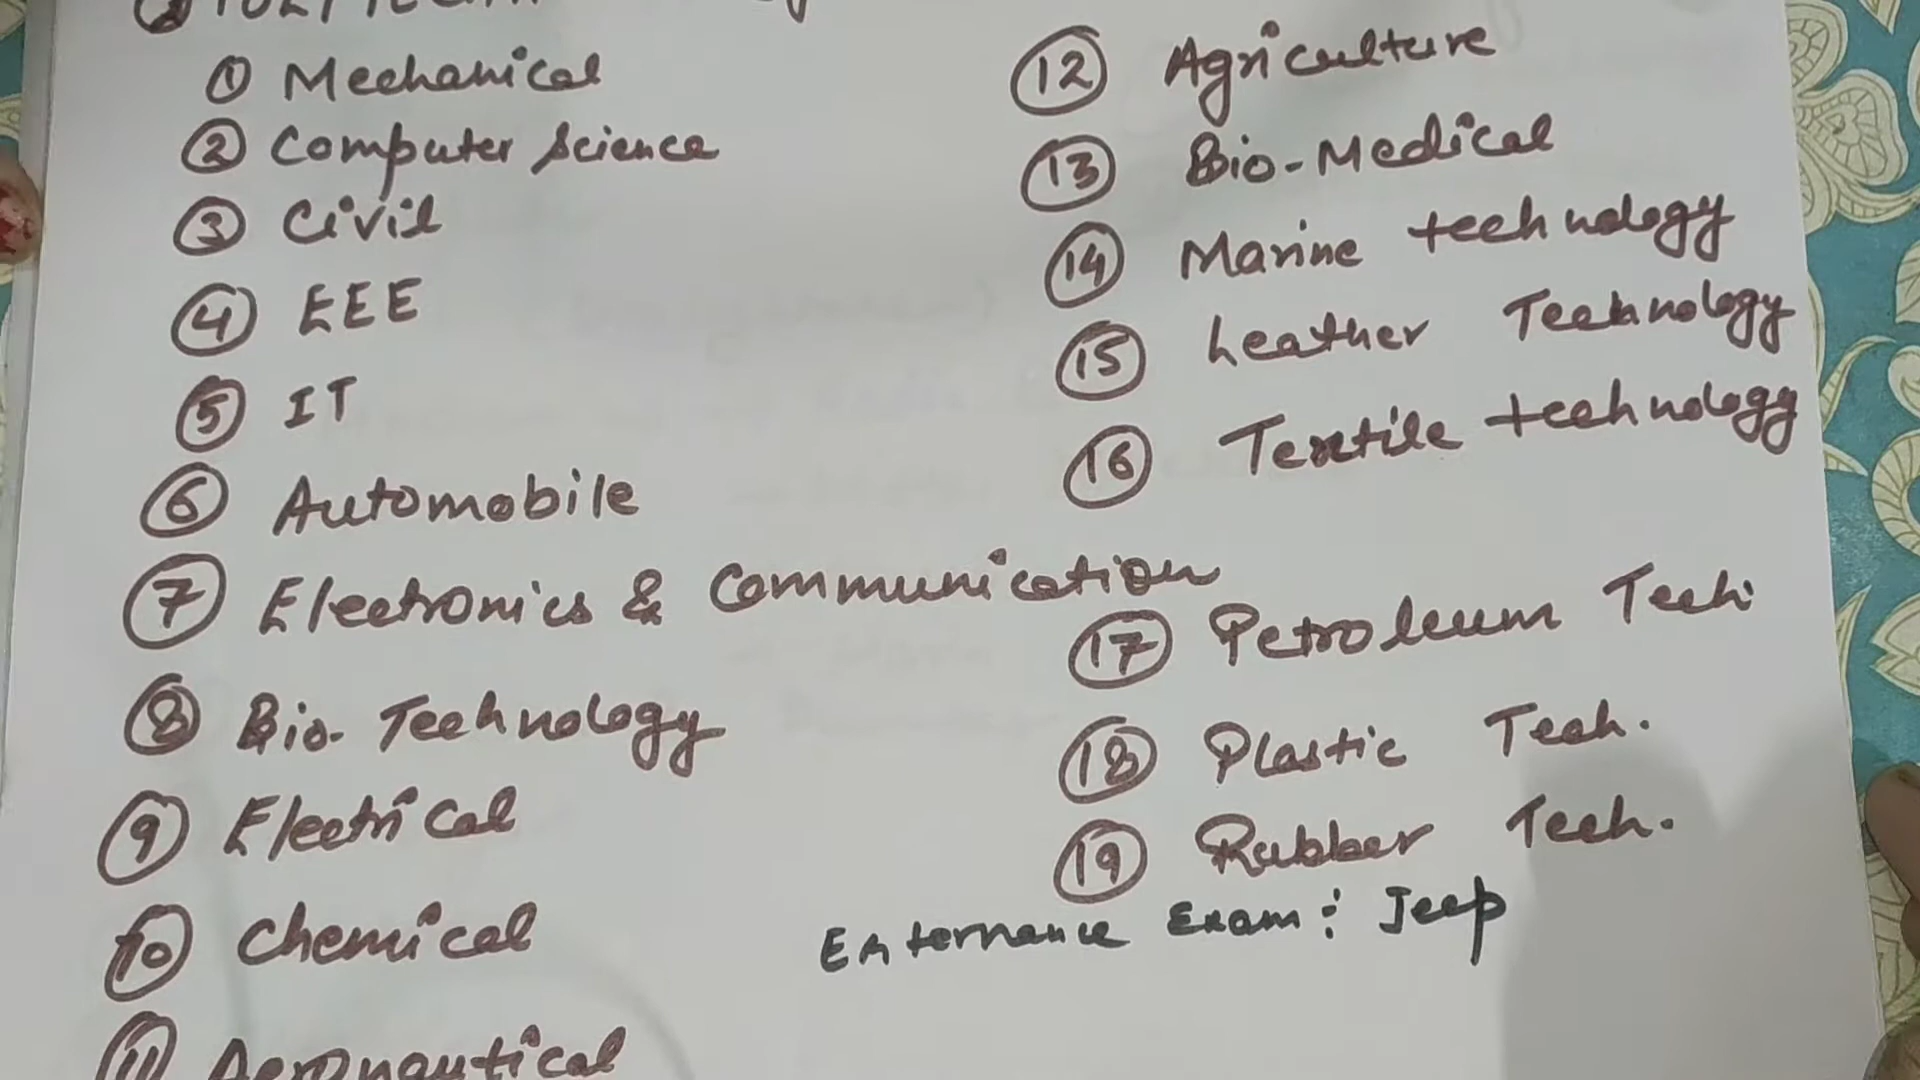 ① Mechanical
② Computer Science
③ Civil
④ EEE
⑤ IT
⑥ Automobile
⑦ Electronics & Communication
⑧ Bio-Technology
⑨ Electrical
⑩ Chemical
⑪ Aeronautical
⑫ Agriculture
⑬ Bio-Medical
⑭ Marine technology
⑮ Leather Technology
⑯ Textile technology
⑰ Petroleum Tech.
⑱ Plastic Tech.
⑲ Rubber Tech.
Enternance Exam : Jeep